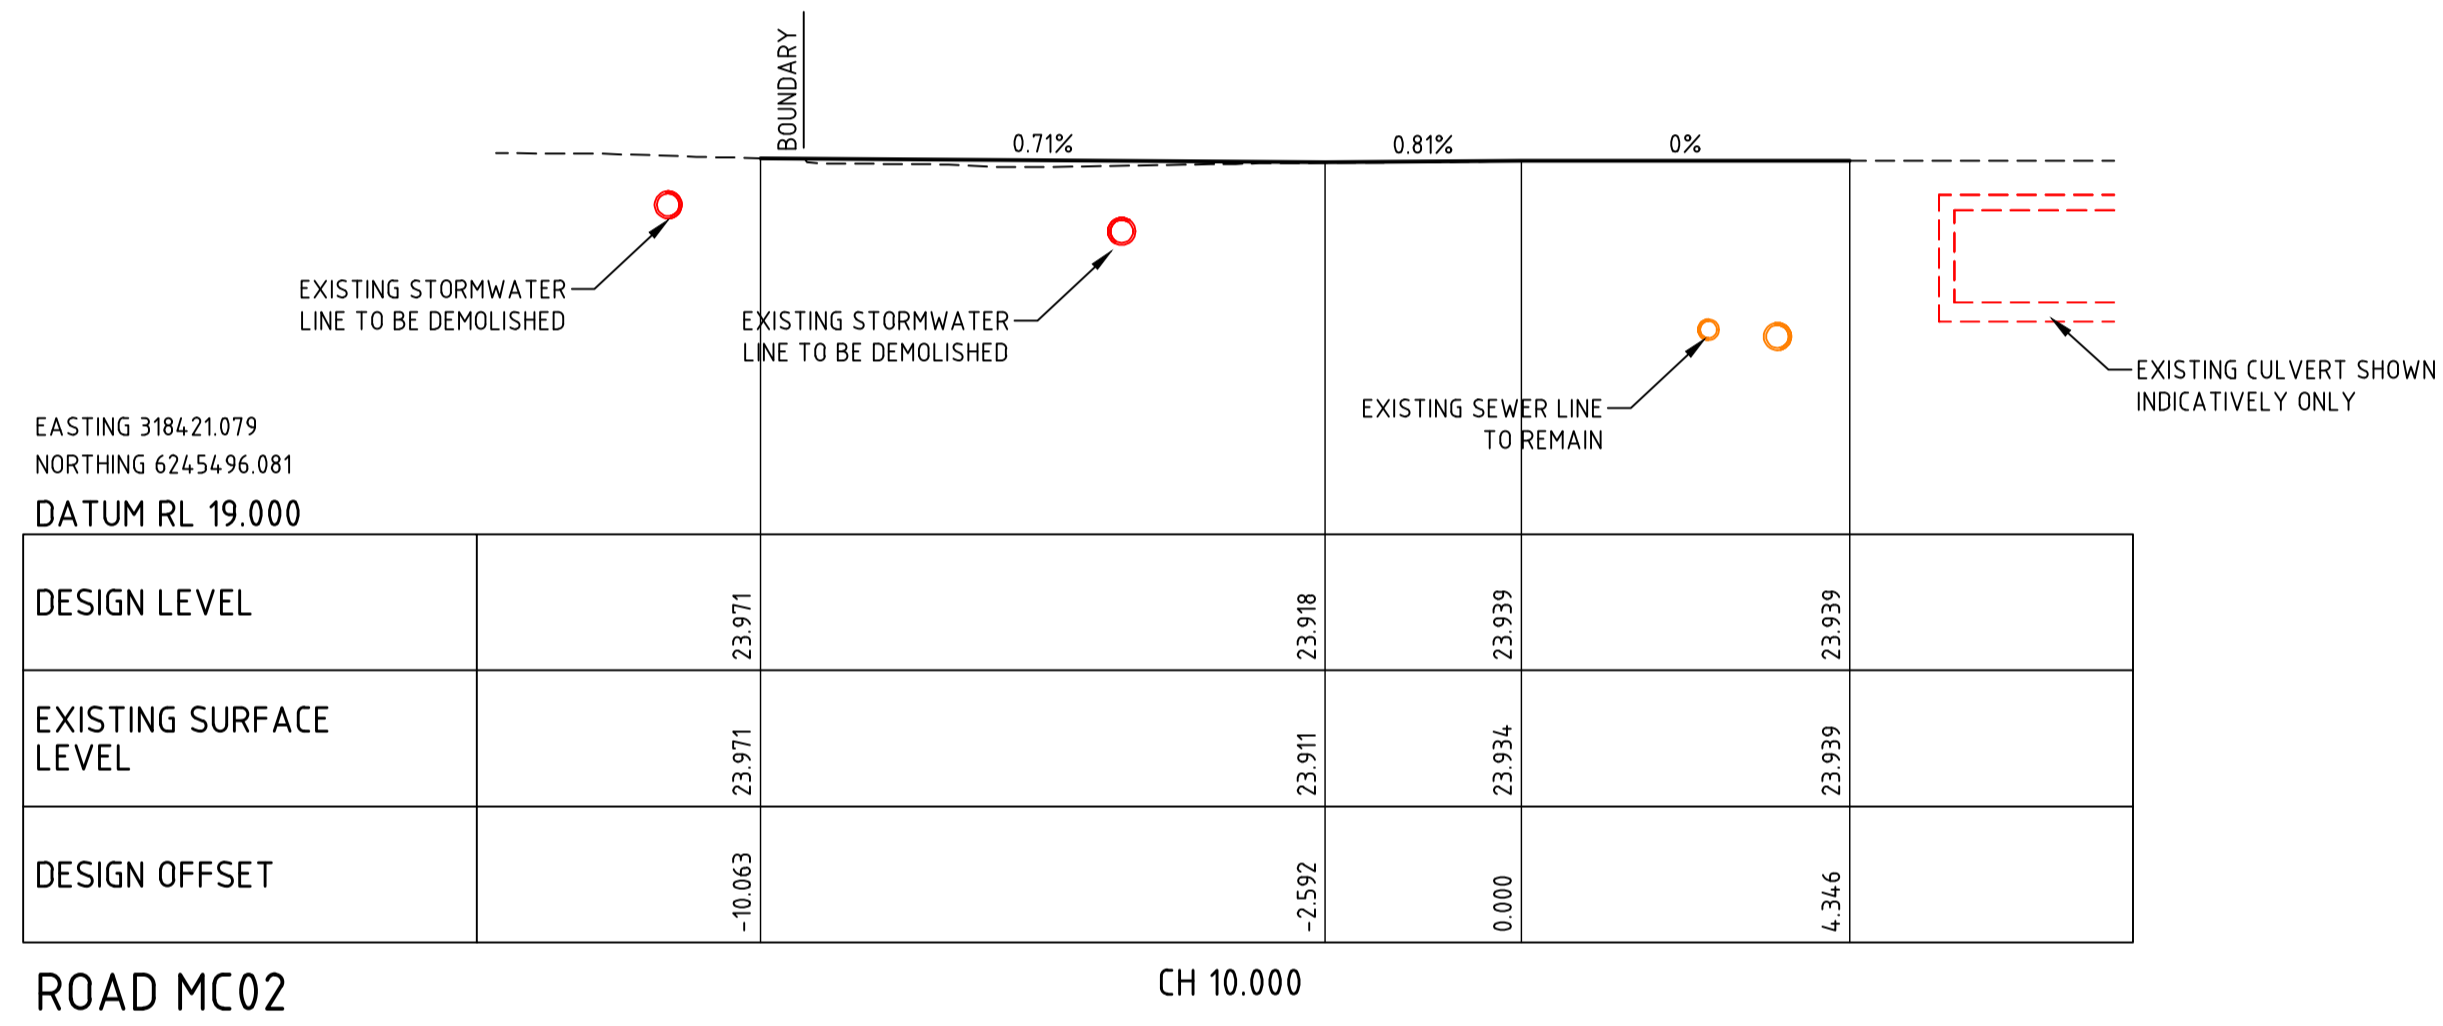 BOUNDARY
0.71%
0.81%
0%
EXISTING STORMWATER
LINE TO BE DEMOLISHED
EXISTING STORMWATER
LINE TO BE DEMOLISHED
EXISTING SEWER LINE
TO REMAIN
EXISTING CULVERT SHOWN
INDICATIVELY ONLY
EASTING 318421.079
NORTHING 6245496.081
DATUM RL 19.000
DESIGN LEVEL
23.971
23.918
23.939
23.939
EXISTING SURFACE
LEVEL
23.971
23.911
23.934
23.939
DESIGN OFFSET
-10.063
-2.592
0.000
4.346
ROAD MC02
CH 10.000